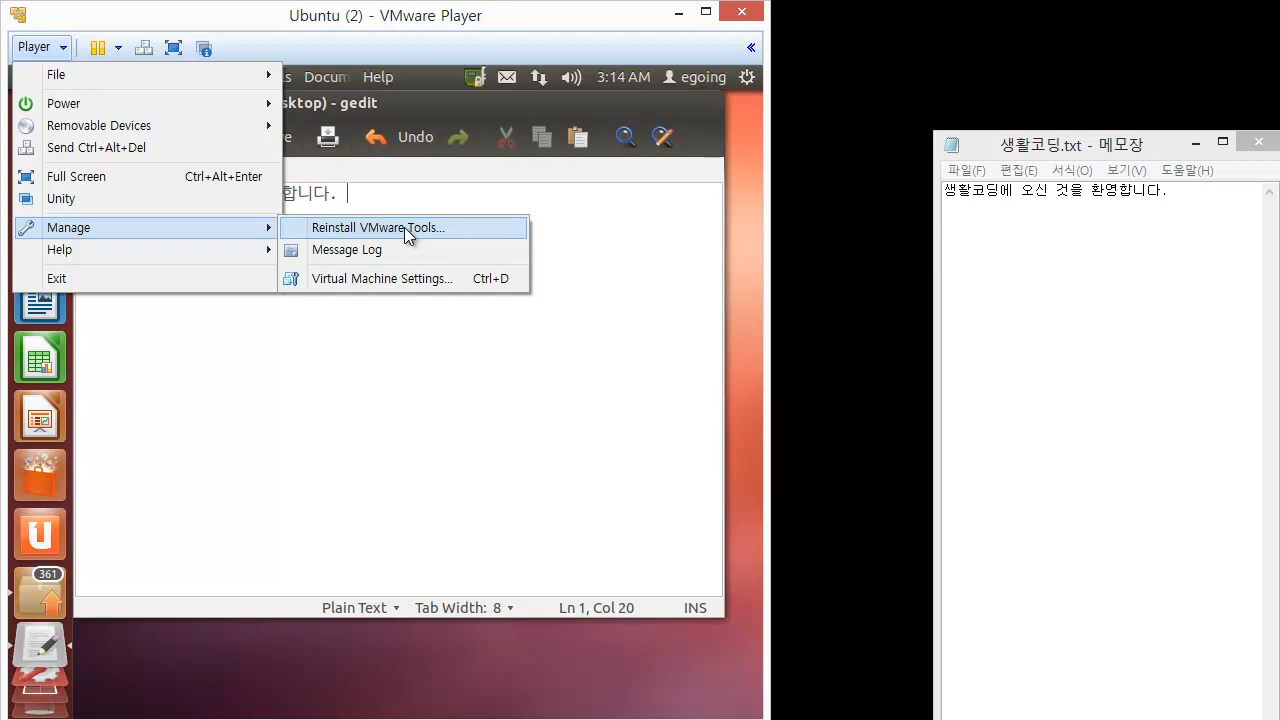 Ubuntu (2) - VMware Player
Player
Docum Help 3:14 AM egoing
sktop) - gedit
Undo
합니다.
File
Power
Removable Devices
Send Ctrl+Alt+Del
Full Screen Ctrl+Alt+Enter
Unity
Manage
Help
Exit
Reinstall VMware Tools...
Message Log
Virtual Machine Settings... Ctrl+D
361
Plain Text Tab Width: 8 Ln 1, Col 20 INS
생활코딩.txt - 메모장
파일(F) 편집(E) 서식(O) 보기(V) 도움말(H)
생활코딩에 오신 것을 환영합니다.